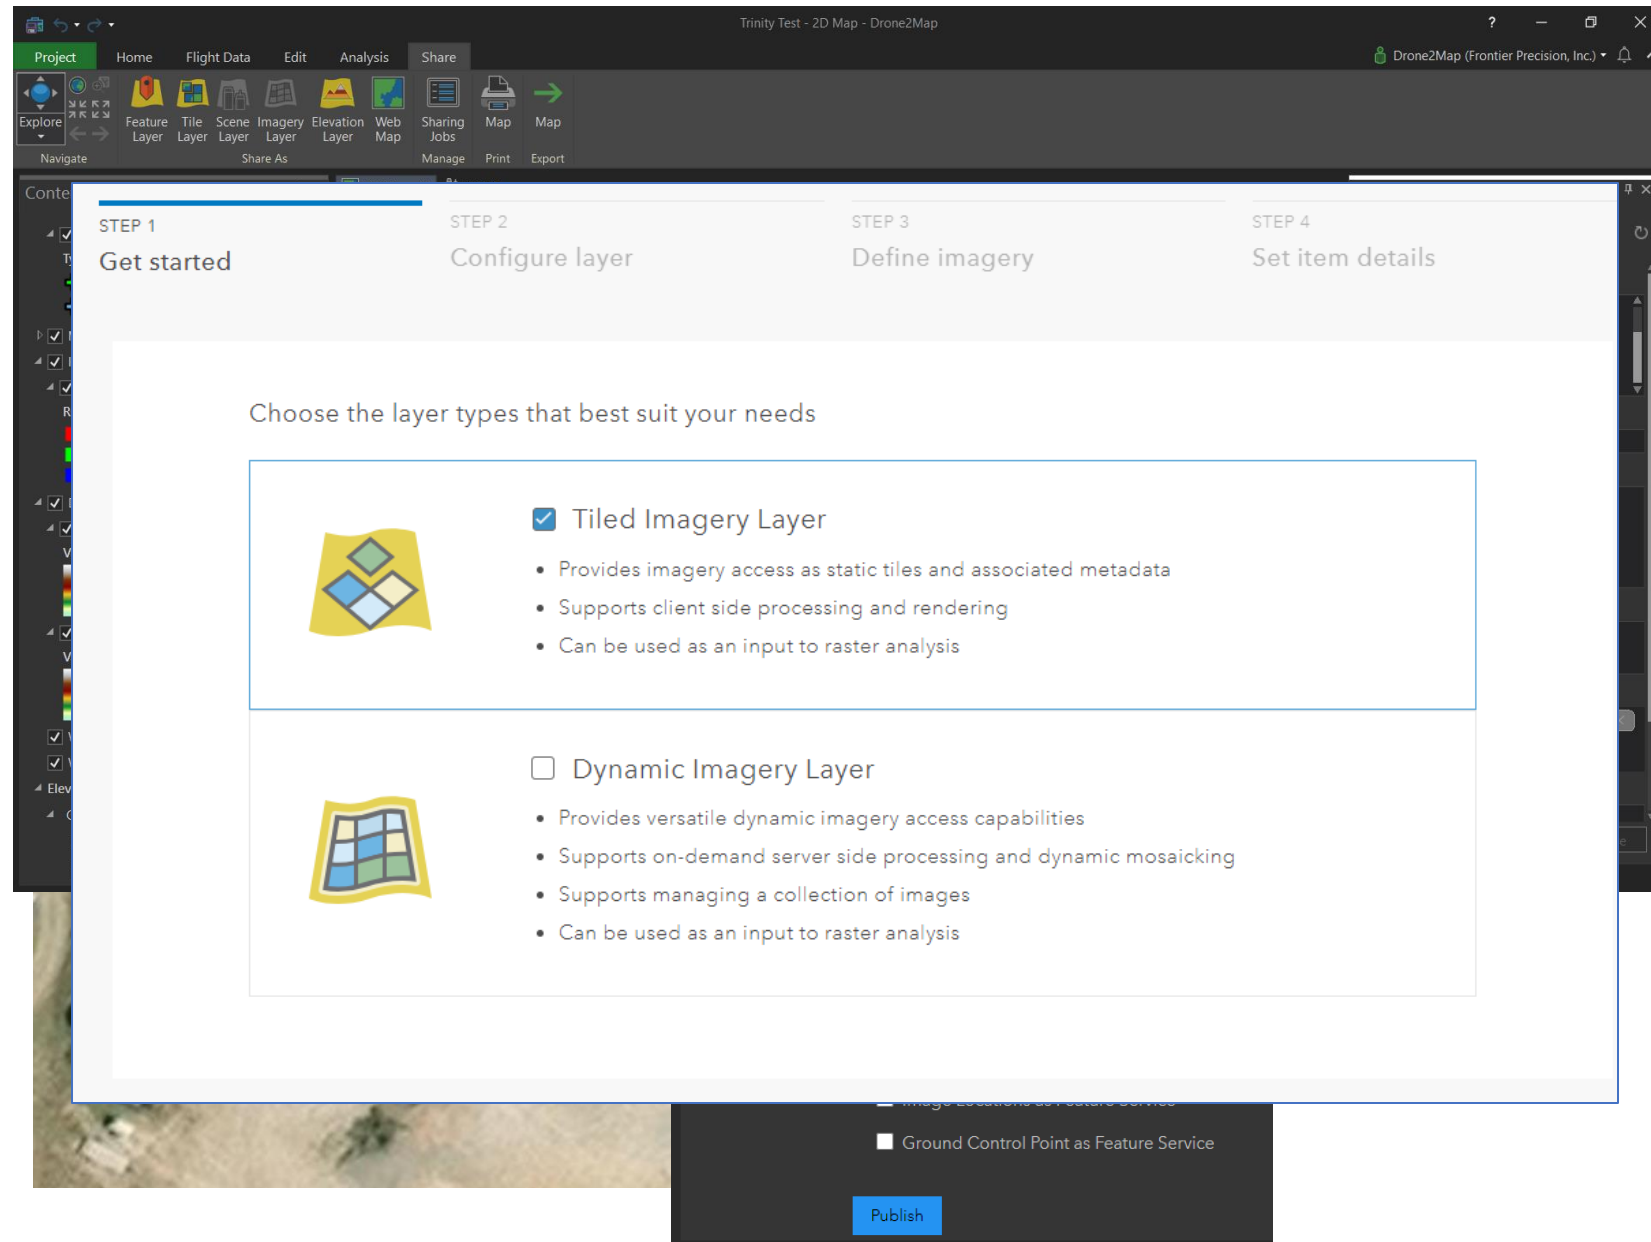 Trinity Test - 2D Map - Drone2Map
?
Project Home Flight Data Edit Analysis Share
Drone2Map (Frontier Precision, Inc.)
Explore
Feature Layer
Tile Layer
Scene Layer
Imagery Layer
Elevation Layer
Web Map
Sharing Jobs
Map
Map
Navigate
Share As
Manage
Print
Export
Conte
STEP 1
Get started
STEP 2
Configure layer
STEP 3
Define imagery
STEP 4
Set item details
Choose the layer types that best suit your needs
Tiled Imagery Layer
• Provides imagery access as static tiles and associated metadata
• Supports client side processing and rendering
• Can be used as an input to raster analysis
Dynamic Imagery Layer
• Provides versatile dynamic imagery access capabilities
• Supports on-demand server side processing and dynamic mosaicking
• Supports managing a collection of images
• Can be used as an input to raster analysis
Elev
Ground Control Point as Feature Service
Publish